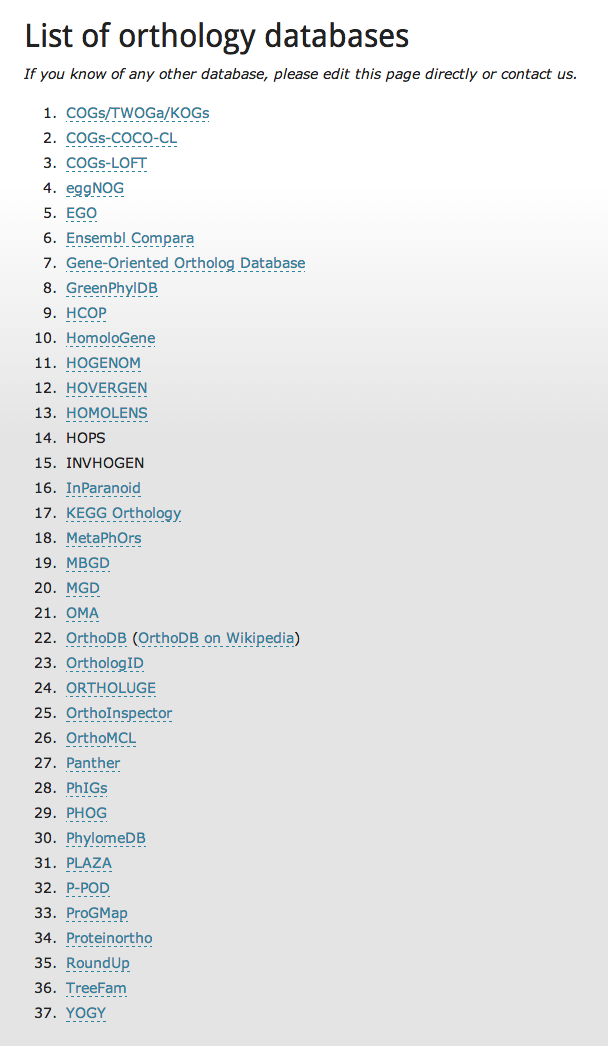 List of orthology databases
If you know of any other database, please edit this page directly or contact us.
1. COGs/TWOGa/KOGs
2. COGs-COCO-CL
3. COGs-LOFT
4. eggNOG
5. EGO
6. Ensembl Compara
7. Gene-Oriented Ortholog Database
8. GreenPhylDB
9. HCOP
10. HomoloGene
11. HOGENOM
12. HOVERGEN
13. HOMOLENS
14. HOPS
15. INVHOGEN
16. InParanoid
17. KEGG Orthology
18. MetaPhOrs
19. MBGD
20. MGD
21. OMA
22. OrthoDB (OrthoDB on Wikipedia)
23. OrthologID
24. ORTHOLUGE
25. OrthoInspector
26. OrthoMCL
27. Panther
28. PhIGs
29. PHOG
30. PhylomeDB
31. PLAZA
32. P-POD
33. ProGMap
34. Proteinortho
35. RoundUp
36. TreeFam
37. YOGY